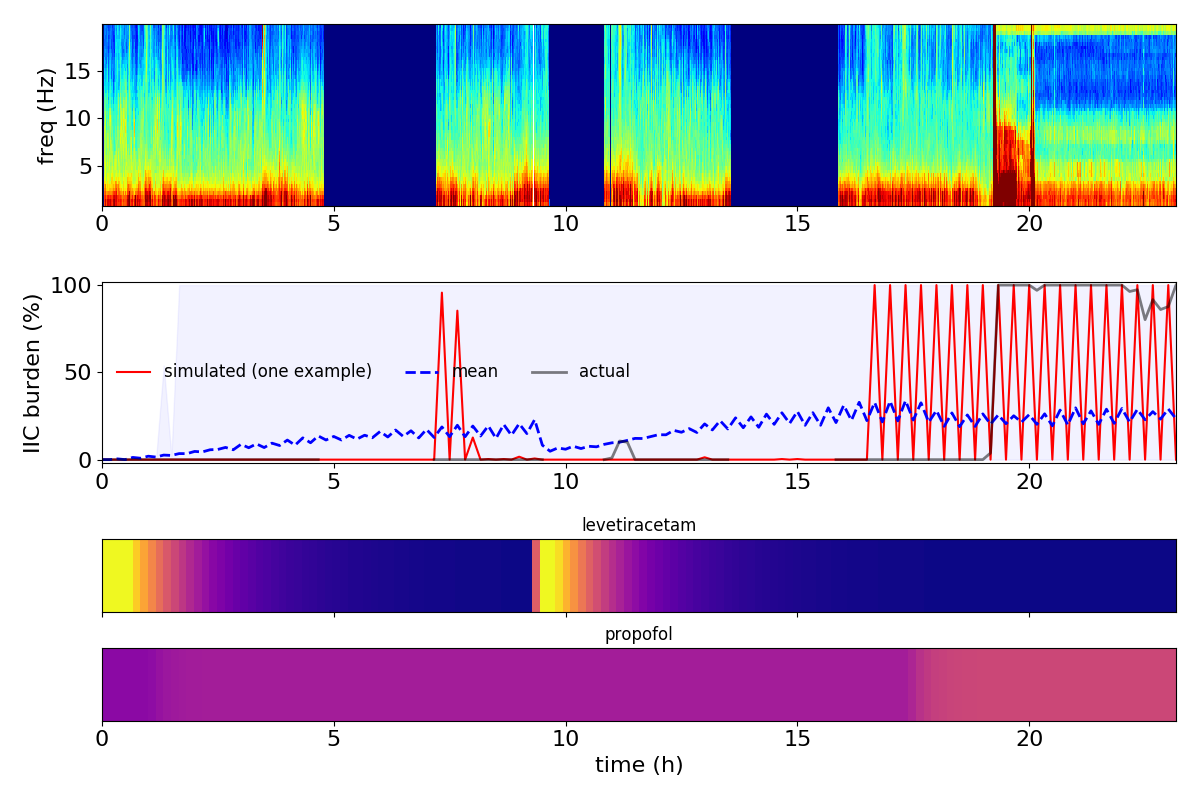 freq (Hz)
15
10
5
0 5 10 15 20
IIC burden (%)
100
50
0
simulated (one example) mean actual
0 5 10 15 20
levetiracetam
propofol
0 5 10 15 20
time (h)